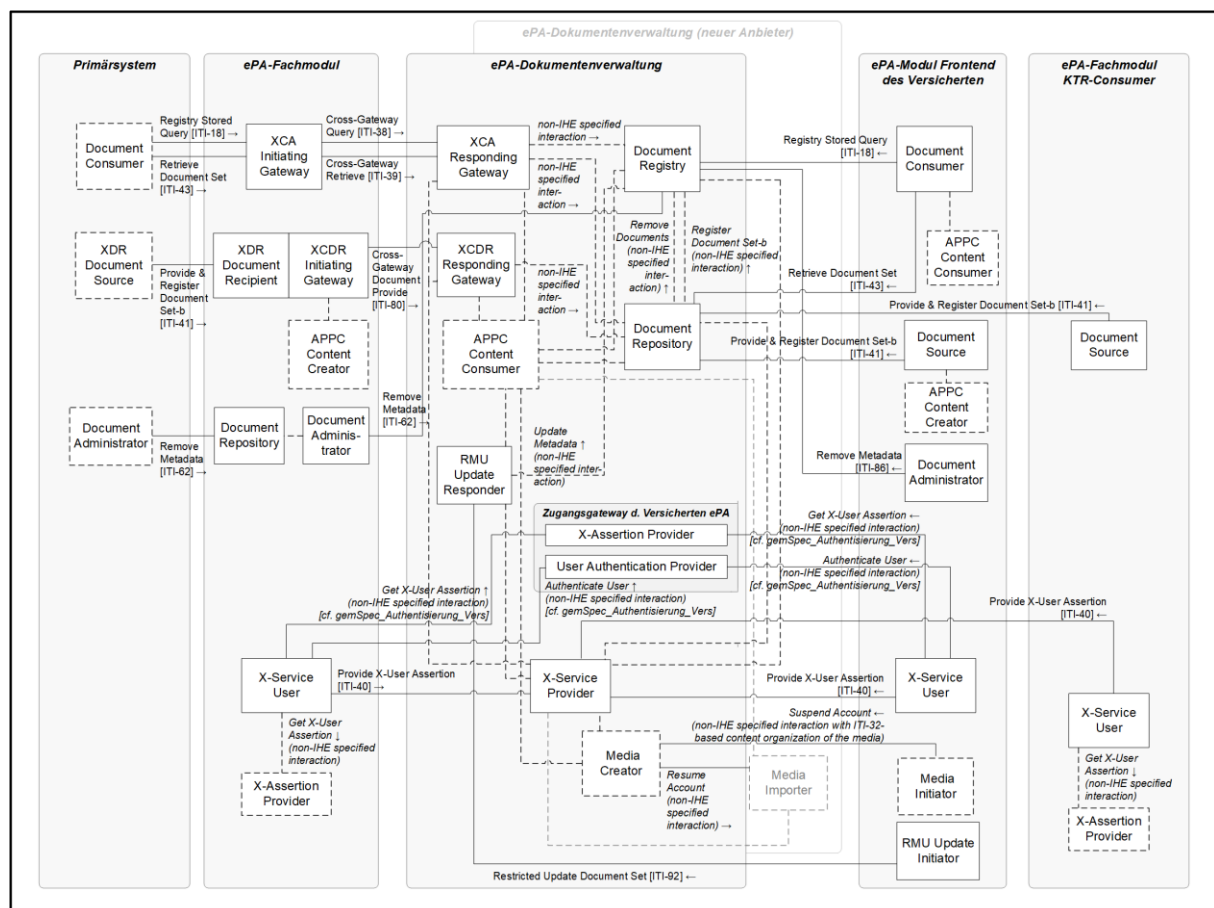 ePA-Dokumentenverwaltung (neuer Anbieter)
Primärsystem
ePA-Fachmodul
ePA-Dokumentenverwaltung
ePA-Modul Frontend
des Versicherten
ePA-Fachmodul
KTR-Consumer
Document
Consumer
Registry Stored
Query [ITI-18] →
Retrieve
Document Set
[ITI-43] →
XCA
Initiating
Gateway
Cross-Gateway
Query [ITI-38] →
Cross-Gateway
Retrieve [ITI-39] →
XCA
Responding
Gateway
non-IHE specified
interaction →
non-IHE
specified
inter-
action →
Document
Registry
Registry Stored Query
[ITI-18] ←
Document
Consumer
APPC
Content
Consumer
XDR
Document
Source
Provide &
Register
Document
Set-b
[ITI-41] →
XDR
Document
Recipient
XCDR
Initiating
Gateway
Cross-
Gateway
Document
Provide
[ITI-80] →
XCDR
Responding
Gateway
non-IHE
specified
inter-
action →
Remove
Documents
(non-IHE
specified
inter-
action) ↑
Register
Document Set-b
(non-IHE specified
interaction) ↑
Retrieve Document Set
[ITI-43] ←
Provide & Register Document Set-b [ITI-41] ←
APPC
Content
Creator
APPC
Content
Consumer
Document
Repository
Provide & Register Document Set-b
[ITI-41] ←
Document
Source
Document
Source
APPC
Content
Creator
Document
Administrator
Remove
Metadata
[ITI-62] →
Document
Repository
Document
Adminis-
trator
Remove
Metadata
[ITI-62] →
Update
Metadata ↑
(non-IHE
specified inter-
action)
RMU
Update
Responder
Remove Metadata
[ITI-86] ←
Document
Administrator
Zugangsgateway d. Versicherten ePA
X-Assertion Provider
User Authentication Provider
Get X-User Assertion ←
(non-IHE specified interaction)
[cf. gemSpec_Authentisierung_Vers]
Authenticate User ←
(non-IHE specified interaction)
[cf. gemSpec_Authentisierung_Vers]
Get X-User Assertion ↑
(non-IHE specified interaction)
[cf. gemSpec_Authentisierung_Vers]
Authenticate User ↑
(non-IHE specified interaction)
[cf. gemSpec_Authentisierung_Vers]
Provide X-User Assertion
[ITI-40] ←
X-Service
User
Provide X-User Assertion
[ITI-40] →
X-Service
Provider
Provide X-User Assertion
[ITI-40] ←
X-Service
User
X-Service
User
Get X-User
Assertion ↓
(non-IHE specified
interaction)
X-Assertion
Provider
Suspend Account ←
(non-IHE specified interaction with ITI-32-
based content organization of the media)
Media
Creator
Resume
Account
(non-IHE
specified
interaction) →
Media
Importer
Media
Initiator
Get X-User
Assertion ↓
(non-IHE specified
interaction)
X-Assertion
Provider
RMU Update
Initiator
Restricted Update Document Set [ITI-92] ←